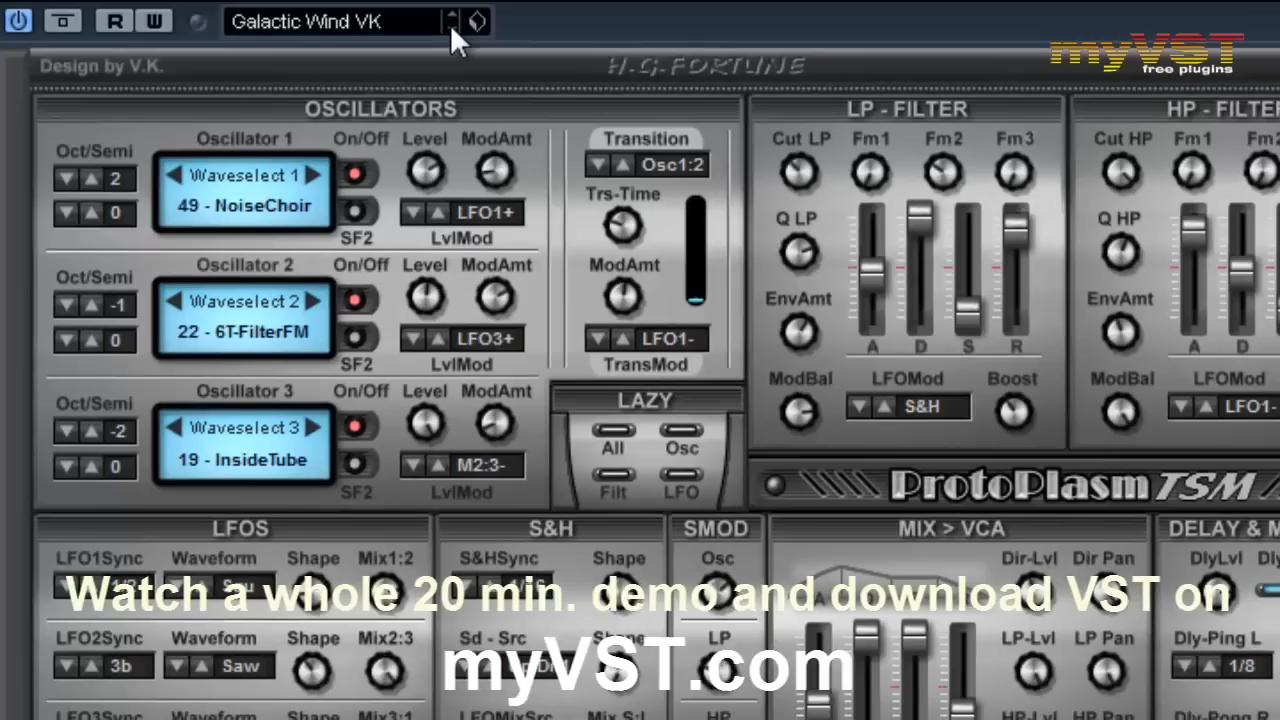 R W Galactic Wind VK
myVST
free plugins
Design by V.K. H.G.FORTUNE
OSCILLATORS
Oct/Semi
2
0
Oscillator 1
Waveselect 1
49 - NoiseChoir
On/Off
SF2
Level ModAmt
LFO1+
LvlMod
Oct/Semi
-1
0
Oscillator 2
Waveselect 2
22 - 6T-FilterFM
On/Off
SF2
Level ModAmt
LFO3+
LvlMod
Oct/Semi
-2
0
Oscillator 3
Waveselect 3
19 - InsideTube
On/Off
SF2
Level ModAmt
M2:3-
LvlMod
Transition
Osc1:2
Trs-Time
ModAmt
LFO1-
TransMod
LAZY
All Osc
Filt LFO
LP - FILTER
Cut LP Fm1 Fm2 Fm3
Q LP
EnvAmt
A D S R
ModBal LFOMod Boost
S&H
HP - FILTE
Cut HP Fm1 Fm2
Q HP
EnvAmt
A D
ModBal LFOMod
LFO1-
ProtoPlasm TSM
LFOS
LFO1Sync Waveform Shape Mix1:2
Saw
LFO2Sync Waveform Shape Mix2:3
3b Saw
LFO3Sync Waveform Shape Mix3:1
S&H
S&HSync Shape
Sd - Src Shape
LFOMixSrc Mix S:L
SMOD
Osc
LP
HP
MIX > VCA
Dir-Lvl Dir Pan
LP-Lvl LP Pan
HP-Lvl HP Pan
DELAY & M
DlyLvl Dly
Dly-Ping L
1/8
Dly-Pong R
Watch a whole 20 min. demo and download VST on
myVST.com